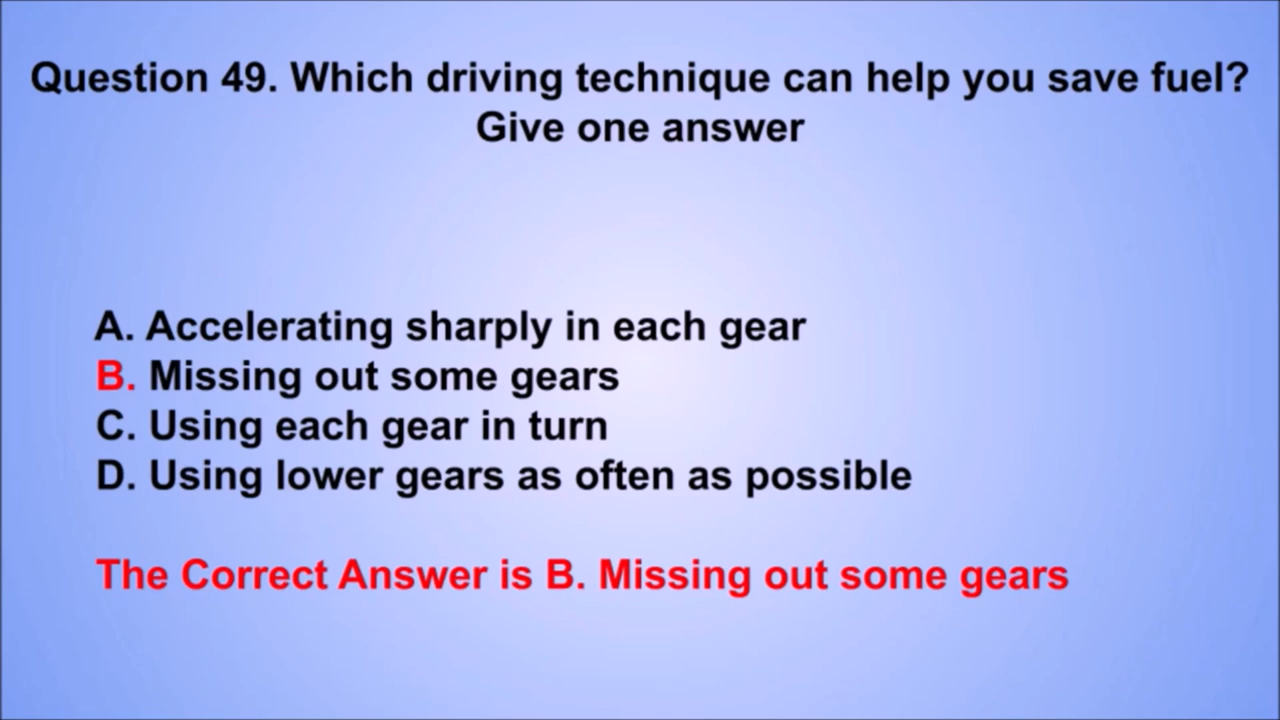 Question 49. Which driving technique can help you save fuel?
Give one answer
A. Accelerating sharply in each gear
B. Missing out some gears
C. Using each gear in turn
D. Using lower gears as often as possible
The Correct Answer is B. Missing out some gears